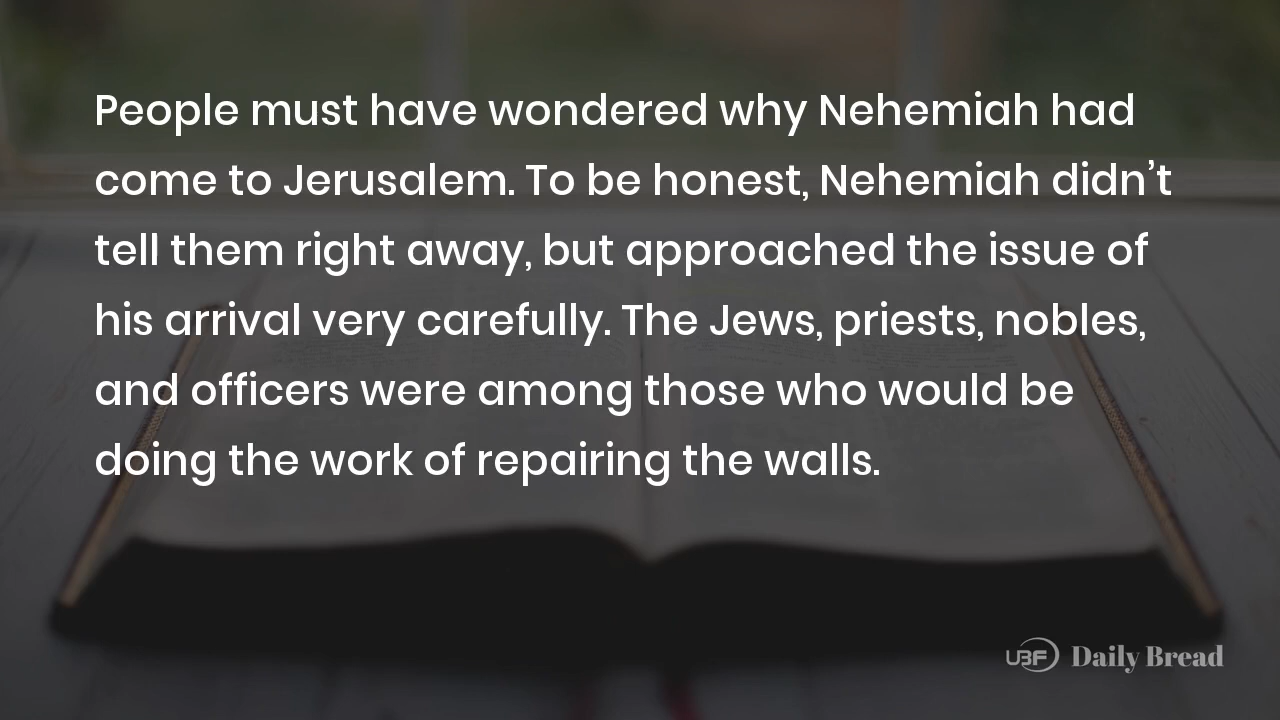 People must have wondered why Nehemiah had
come to Jerusalem. To be honest, Nehemiah didn’t
tell them right away, but approached the issue of
his arrival very carefully. The Jews, priests, nobles,
and officers were among those who would be
doing the work of repairing the walls.
UBF Daily Bread